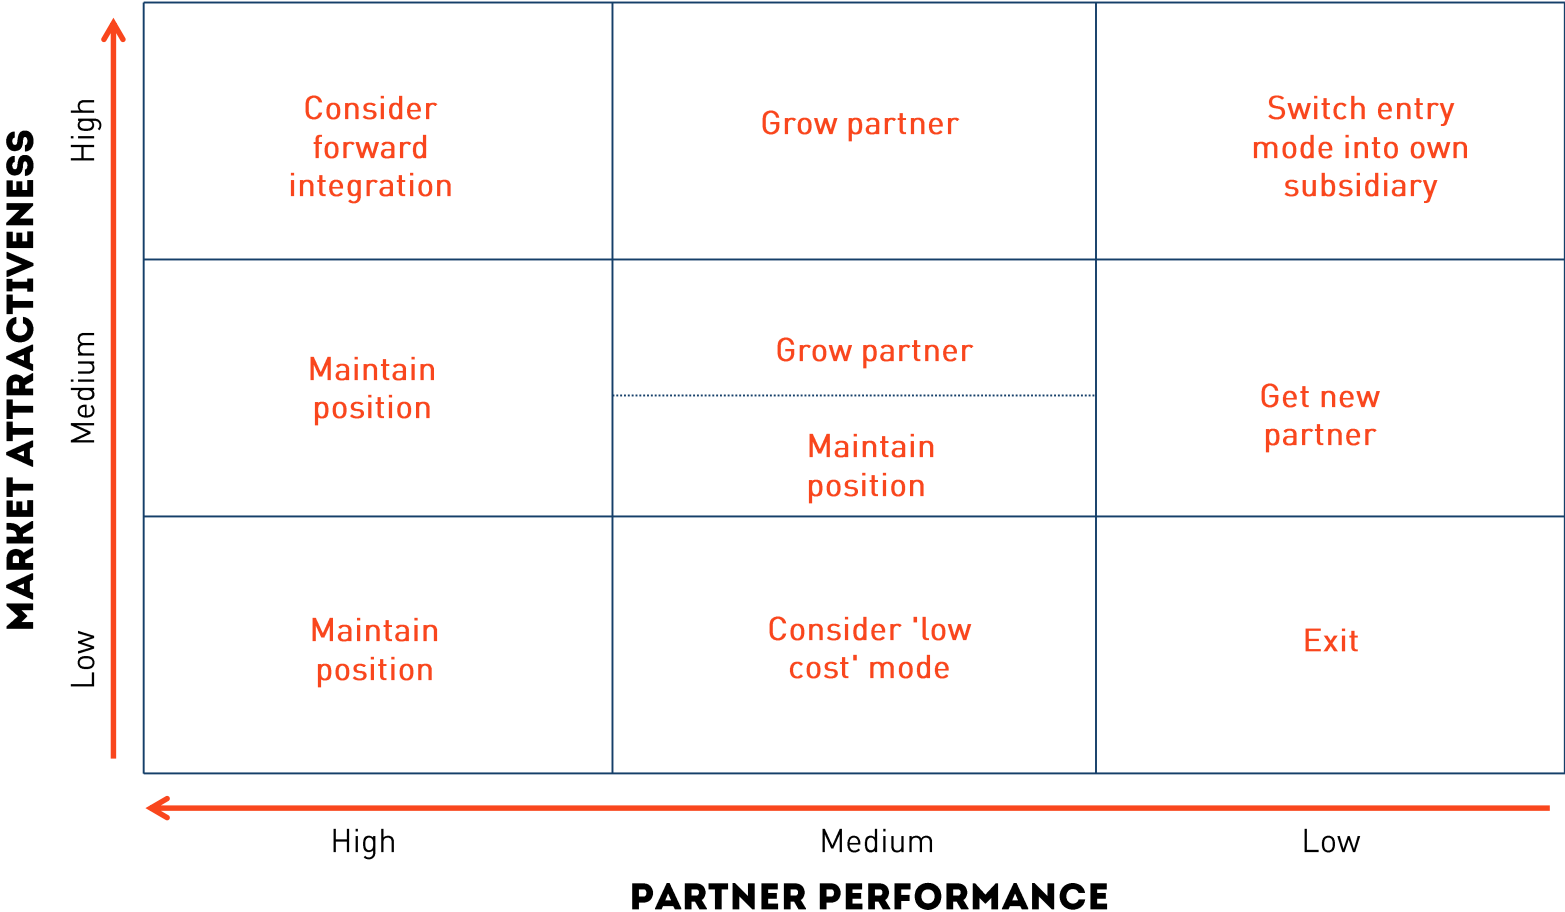 MARKET ATTRACTIVENESS
High
Consider
forward
integration
Grow partner
Switch entry
mode into own
subsidiary
Medium
Maintain
position
Grow partner
Maintain
position
Get new
partner
Low
Maintain
position
Consider 'low
cost' mode
Exit
High
Medium
Low
PARTNER PERFORMANCE